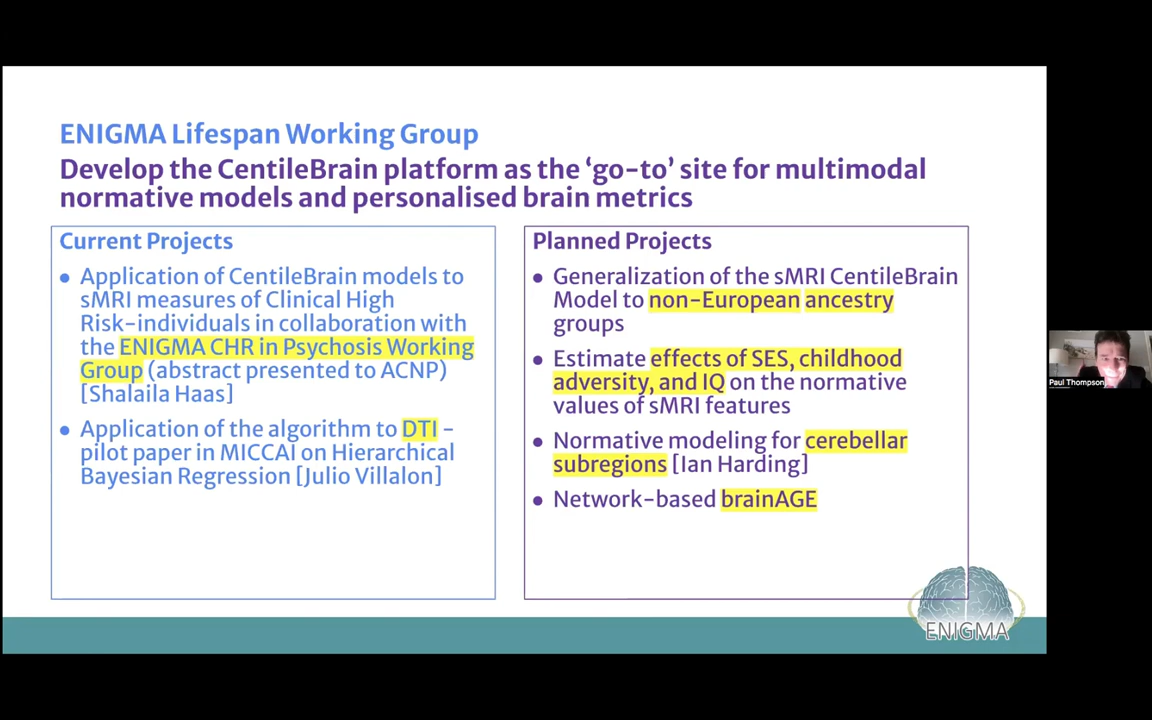 ENIGMA Lifespan Working Group
Develop the CentileBrain platform as the ‘go-to’ site for multimodal
normative models and personalised brain metrics
Current Projects
● Application of CentileBrain models to
sMRI measures of Clinical High
Risk-individuals in collaboration with
the ENIGMA CHR in Psychosis Working
Group (abstract presented to ACNP)
[Shalaila Haas]
● Application of the algorithm to DTI -
pilot paper in MICCAI on Hierarchical
Bayesian Regression [Julio Villalon]
Planned Projects
● Generalization of the sMRI CentileBrain
Model to non-European ancestry
groups
● Estimate effects of SES, childhood
adversity, and IQ on the normative
values of sMRI features
● Normative modeling for cerebellar
subregions [Ian Harding]
● Network-based brainAGE
ENIGMA
Paul Thompson